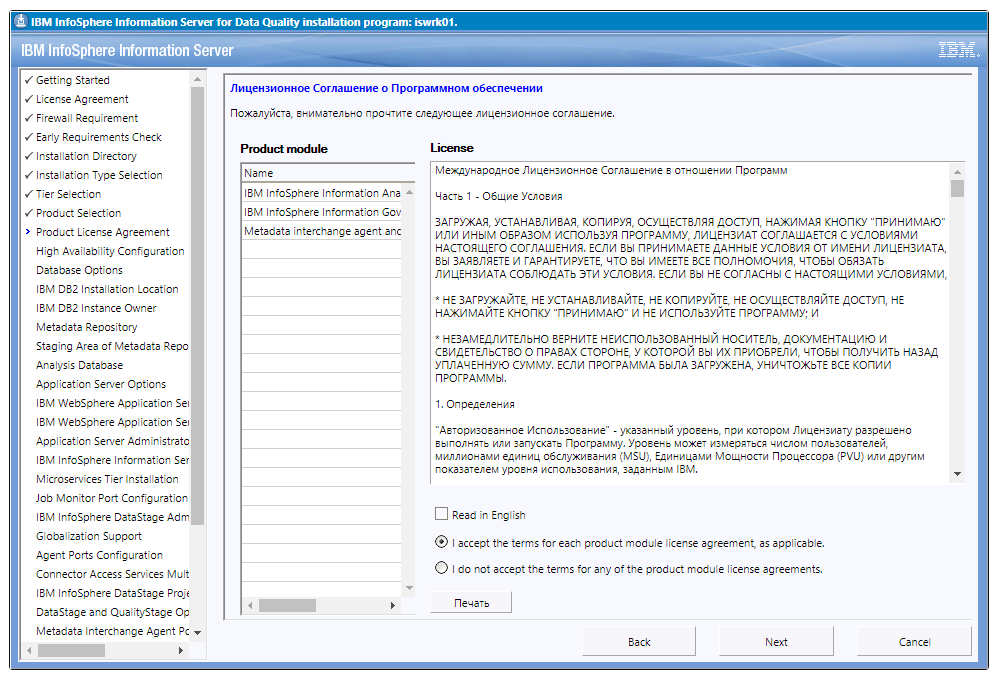 IBM InfoSphere Information Server for Data Quality installation program: iswrk01.
IBM InfoSphere Information Server
IBM.
Getting Started
License Agreement
Firewall Requirement
Early Requirements Check
Installation Directory
Installation Type Selection
Tier Selection
Product Selection
Product License Agreement
High Availability Configuration
Database Options
IBM DB2 Installation Location
IBM DB2 Instance Owner
Metadata Repository
Staging Area of Metadata Repo
Analysis Database
Application Server Options
IBM WebSphere Application Ser
IBM WebSphere Application Ser
Application Server Administrato
IBM InfoSphere Information Ser
Microservices Tier Installation
Job Monitor Port Configuration
IBM InfoSphere DataStage Adm
Globalization Support
Agent Ports Configuration
Connector Access Services Mult
IBM InfoSphere DataStage Proje
DataStage and QualityStage Op
Metadata Interchange Agent Po
Лицензионное Соглашение о Программном обеспечении
Пожалуйста, внимательно прочтите следующее лицензионное соглашение.
Product module
Name
IBM InfoSphere Information Ana
IBM InfoSphere Information Gov
Metadata interchange agent and
License
Международное Лицензионное Соглашение в отношении Программ
Часть 1 - Общие Условия
ЗАГРУЖАЯ, УСТАНАВЛИВАЯ, КОПИРУЯ, ОСУЩЕСТВЛЯЯ ДОСТУП, НАЖИМАЯ КНОПКУ "ПРИНИМАЮ"
ИЛИ ИНЫМ ОБРАЗОМ ИСПОЛЬЗУЯ ПРОГРАММУ, ЛИЦЕНЗИАТ СОГЛАШАЕТСЯ С УСЛОВИЯМИ
НАСТОЯЩЕГО СОГЛАШЕНИЯ. ЕСЛИ ВЫ ПРИНИМАЕТЕ ДАННЫЕ УСЛОВИЯ ОТ ИМЕНИ ЛИЦЕНЗИАТА,
ВЫ ЗАЯВЛЯЕТЕ И ГАРАНТИРУЕТЕ, ЧТО ВЫ ИМЕЕТЕ ВСЕ ПОЛНОМОЧИЯ, ЧТОБЫ ОБЯЗАТЬ
ЛИЦЕНЗИАТА СОБЛЮДАТЬ ЭТИ УСЛОВИЯ. ЕСЛИ ВЫ НЕ СОГЛАСНЫ С НАСТОЯЩИМИ УСЛОВИЯМИ,
* НЕ ЗАГРУЖАЙТЕ, НЕ УСТАНАВЛИВАЙТЕ, НЕ КОПИРУЙТЕ, НЕ ОСУЩЕСТВЛЯЙТЕ ДОСТУП, НЕ
НАЖИМАЙТЕ КНОПКУ "ПРИНИМАЮ" И НЕ ИСПОЛЬЗУЙТЕ ПРОГРАММУ; И
* НЕЗАМЕДЛИТЕЛЬНО ВЕРНИТЕ НЕИСПОЛЬЗОВАННЫЙ НОСИТЕЛЬ, ДОКУМЕНТАЦИЮ И
СВИДЕТЕЛЬСТВО О ПРАВАХ СТОРОНЕ, У КОТОРОЙ ВЫ ИХ ПРИОБРЕЛИ, ЧТОБЫ ПОЛУЧИТЬ НАЗАД
УПЛАЧЕННУЮ СУММУ. ЕСЛИ ПРОГРАММА БЫЛА ЗАГРУЖЕНА, УНИЧТОЖЬТЕ ВСЕ КОПИИ
ПРОГРАММЫ.
1. Определения
"Авторизованное Использование" - указанный уровень, при котором Лицензиату разрешено
выполнять или запускать Программу. Уровень может измеряться числом пользователей,
миллионами единиц обслуживания (MSU), Единицами Мощности Процессора (PVU) или другим
показателем уровня использования, заданным IBM.
Read in English
I accept the terms for each product module license agreement, as applicable.
I do not accept the terms for any of the product module license agreements.
Печать
Back
Next
Cancel